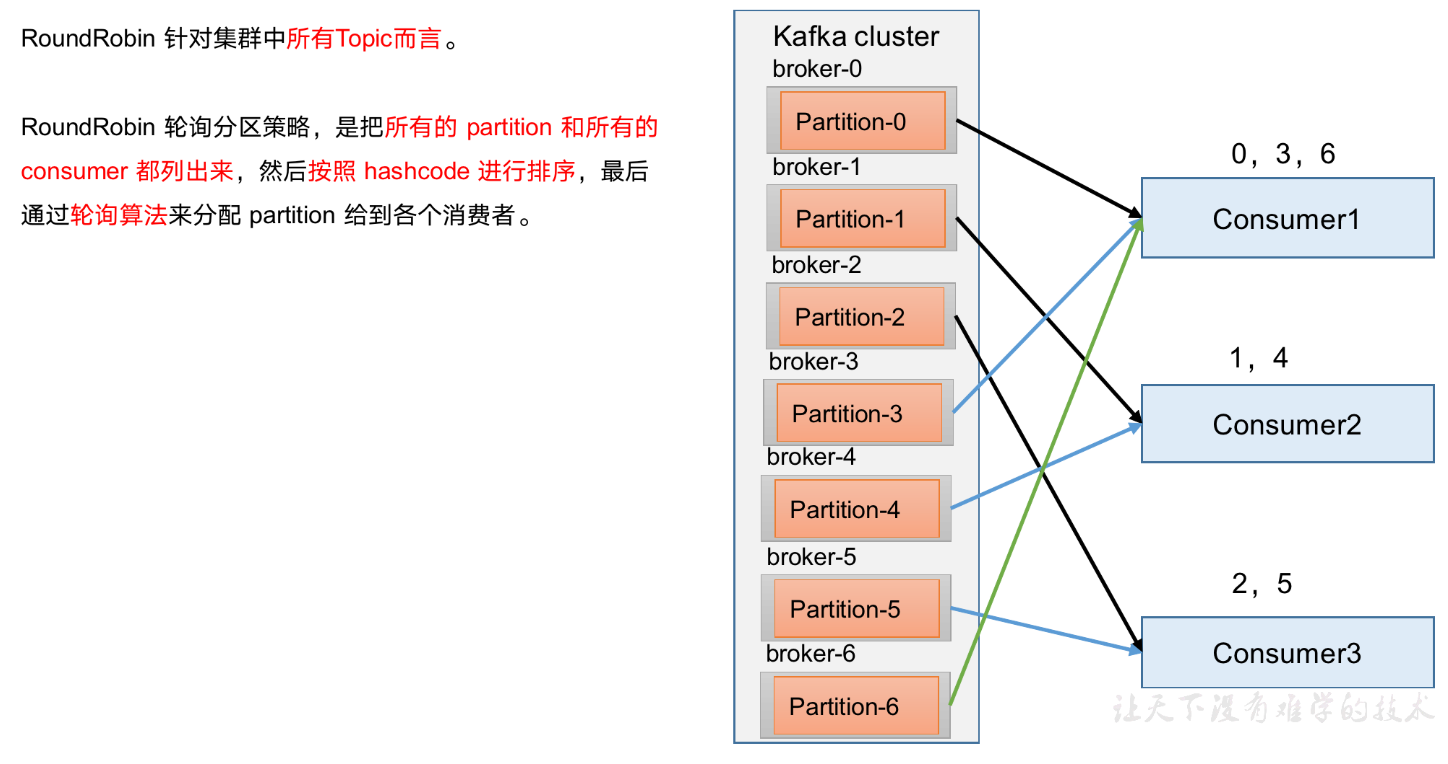 RoundRobin 针对集群中所有Topic而言。
RoundRobin 轮询分区策略，是把所有的 partition 和所有的
consumer 都列出来，然后按照 hashcode 进行排序，最后
通过轮询算法来分配 partition 给到各个消费者。
Kafka cluster
broker-0
Partition-0
broker-1
Partition-1
broker-2
Partition-2
broker-3
Partition-3
broker-4
Partition-4
broker-5
Partition-5
broker-6
Partition-6
0，3，6
Consumer1
1，4
Consumer2
2，5
Consumer3
让天下没有难学的技术